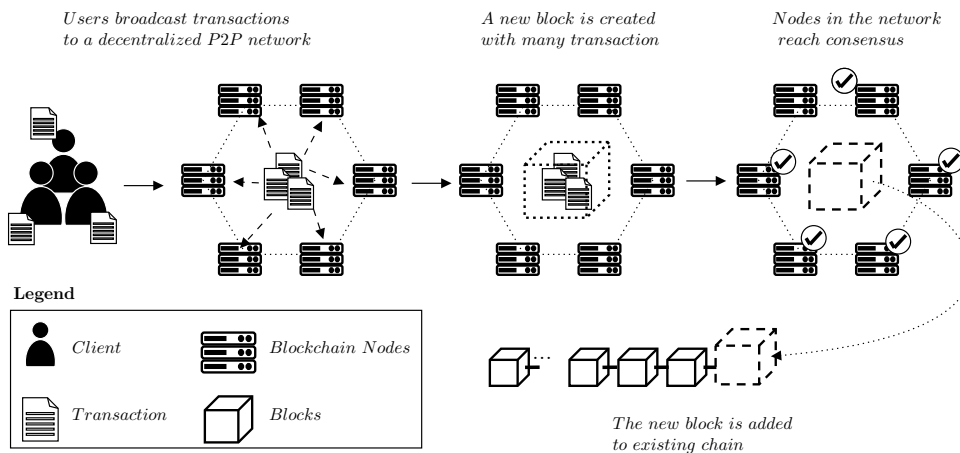 Users broadcast transactions
to a decentralized P2P network
A new block is created
with many transaction
Nodes in the network
reach consensus
Legend
Client
Blockchain Nodes
Transaction
Blocks
...
The new block is added
to existing chain